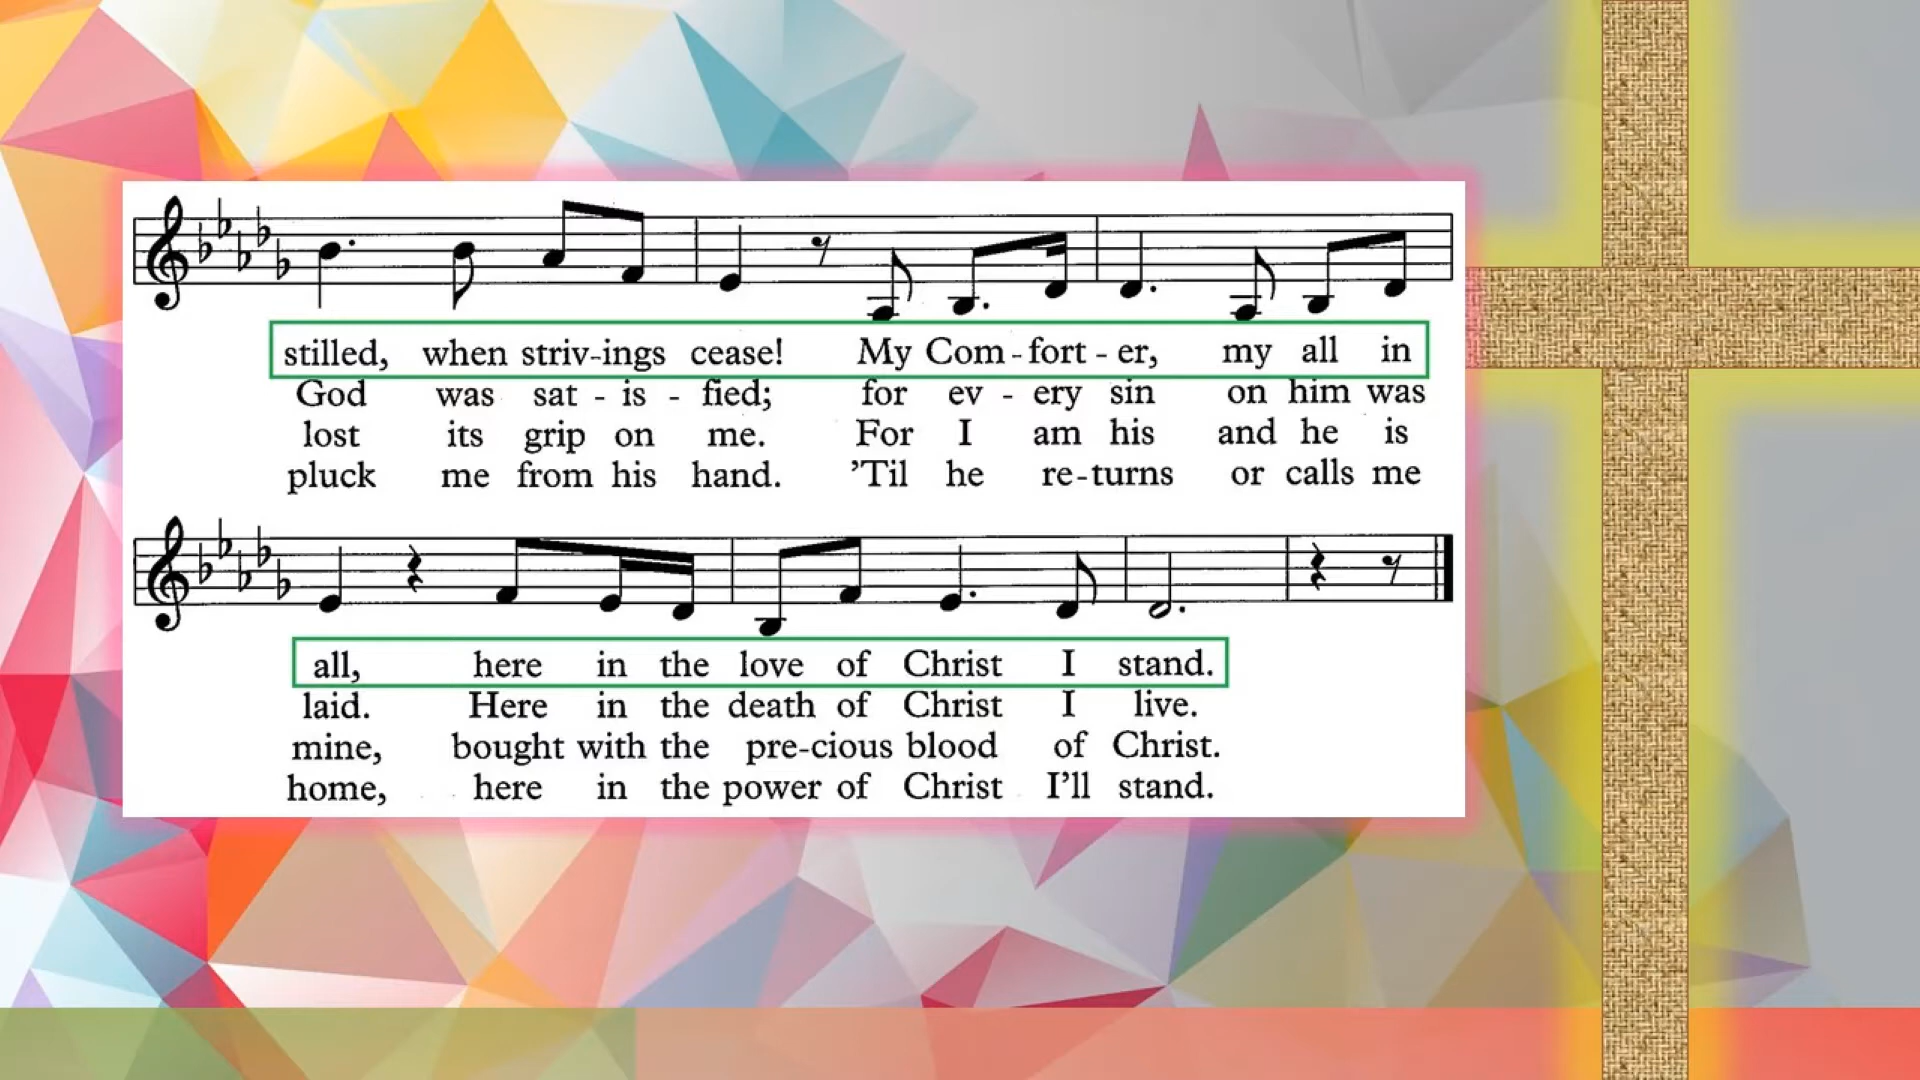 stilled, when striv-ings cease! My Com-fort-er, my all in
God was sat-is-fied; for ev-ery sin on him was
lost its grip on me. For I am his and he is
pluck me from his hand. ’Til he re-turns or calls me
all, here in the love of Christ I stand.
laid. Here in the death of Christ I live.
mine, bought with the pre-cious blood of Christ.
home, here in the power of Christ I’ll stand.